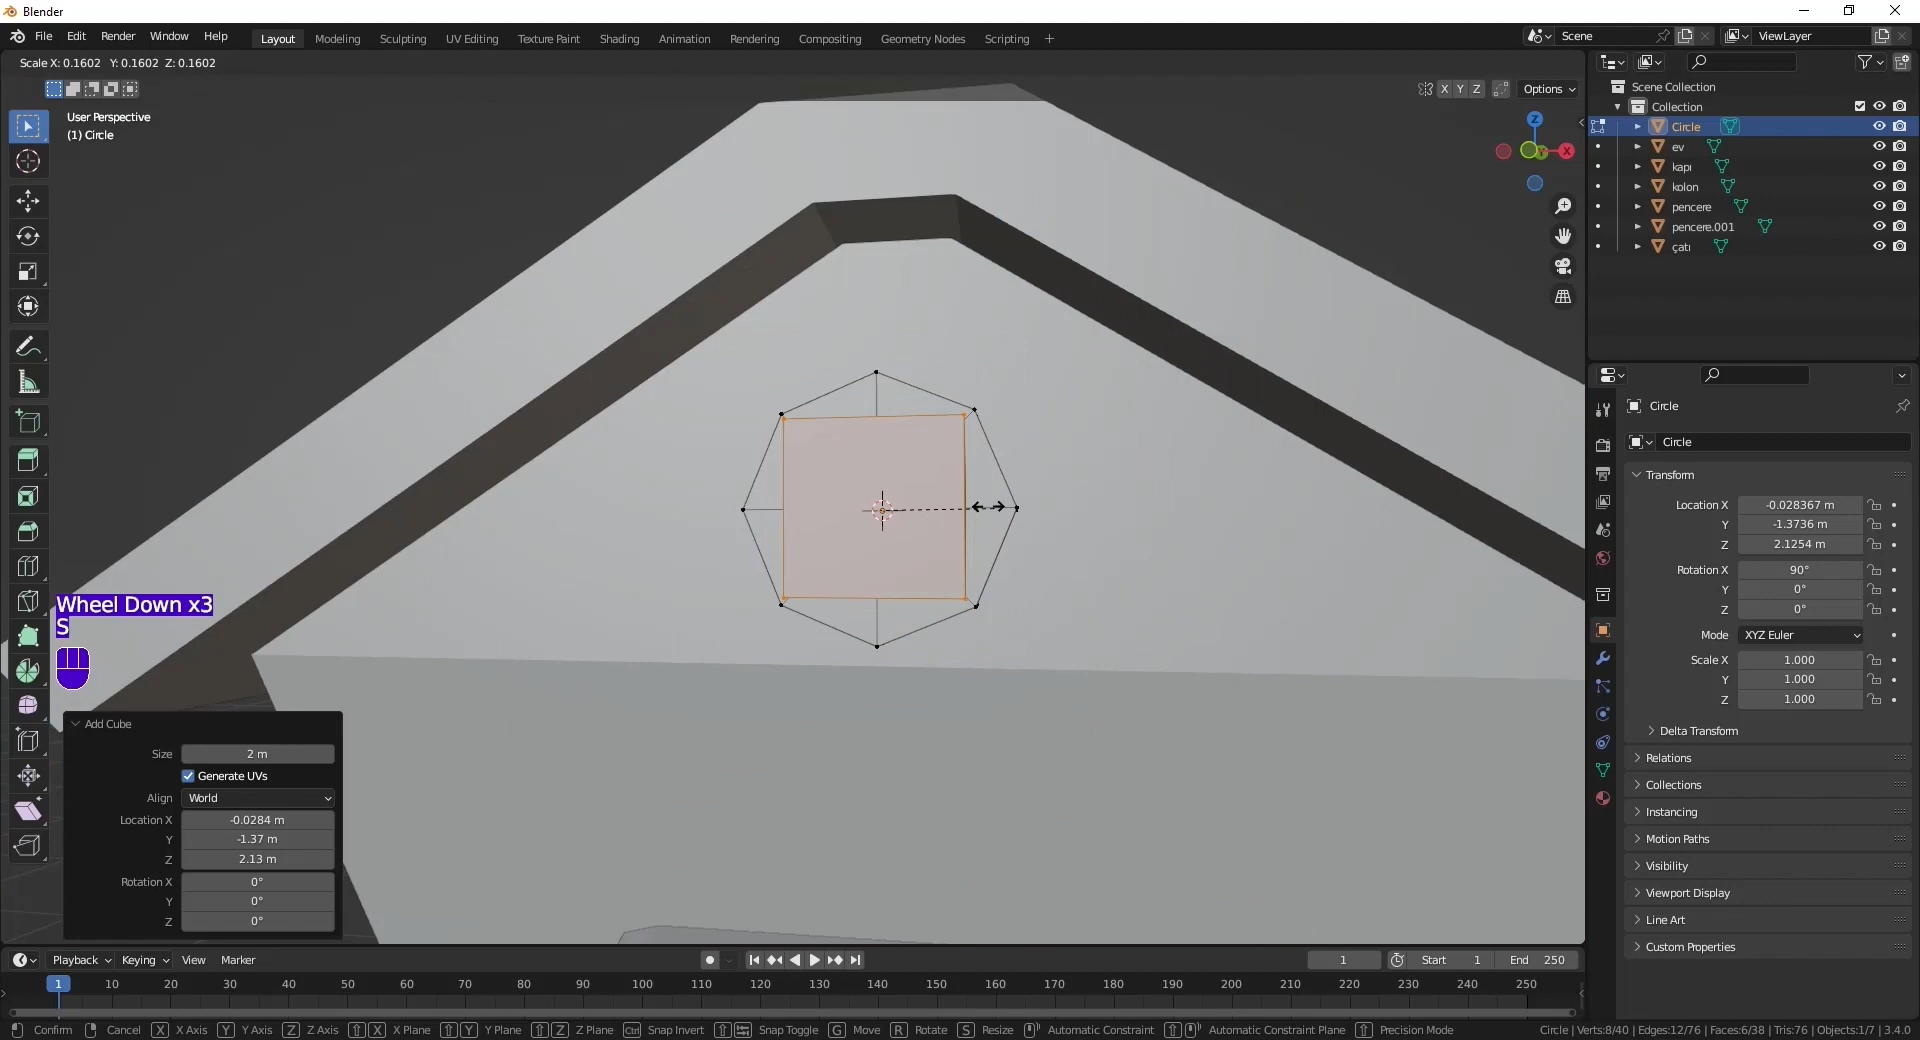 Blender
File Edit Render Window Help Layout Modeling Sculpting UV Editing Texture Paint Shading Animation Rendering Compositing Geometry Nodes Scripting + Scene ViewLayer
Scale X: 0.1602 Y: 0.1602 Z: 0.1602
X Y Z Options
User Perspective
(1) Circle
Z
X
Scene Collection
Collection
Circle
ev
kapı
kolon
pencere
pencere.001
çatı
Wheel Down x3
S
Add Cube
Size 2 m
Generate UVs
Align World
Location X -0.0284 m
Y -1.37 m
Z 2.13 m
Rotation X 0°
Y 0°
Z 0°
Circle
Circle
Transform
Location X -0.028367 m
Y -1.3736 m
Z 2.1254 m
Rotation X 90°
Y 0°
Z 0°
Mode XYZ Euler
Scale X 1.000
Y 1.000
Z 1.000
Delta Transform
Relations
Collections
Instancing
Motion Paths
Visibility
Viewport Display
Line Art
Custom Properties
Playback Keying View Marker 1 Start 1 End 250
1 10 20 30 40 50 60 70 80 90 100 110 120 130 140 150 160 170 180 190 200 210 220 230 240 250
Confirm Cancel X X Axis Y Y Axis Z Z Axis X X Plane Y Y Plane Z Z Plane Ctrl Snap Invert Snap Toggle G Move R Rotate S Resize Automatic Constraint Automatic Constraint Plane Precision Mode Circle | Verts:8/40 | Edges:12/76 | Faces:6/38 | Tris:76 | Objects:1/7 | 3.4.0